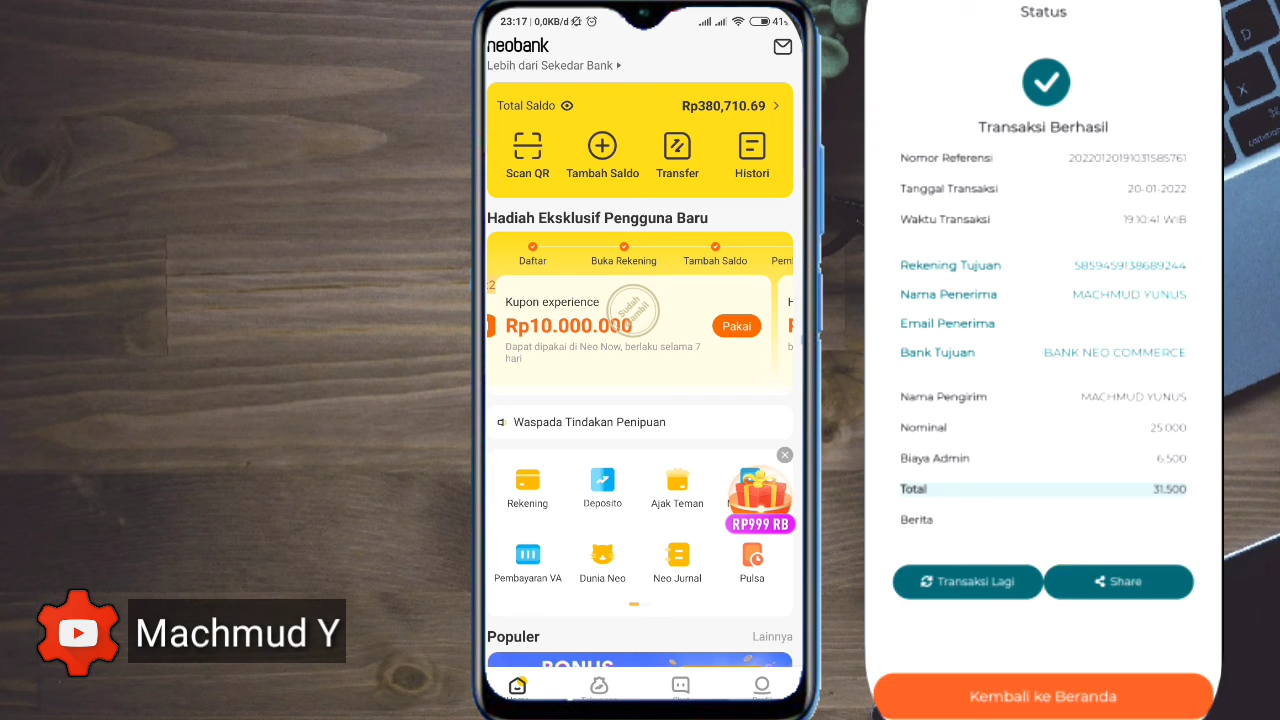 23:17 | 0,0KB/d
41%
neobank
Lebih dari Sekedar Bank
Total Saldo
Rp380,710.69
Scan QR
Tambah Saldo
Transfer
Histori
Hadiah Eksklusif Pengguna Baru
Daftar
Buka Rekening
Tambah Saldo
Kupon experience
Rp10.000.000
Sudah
Pakai
Dapat dipakai di Neo Now, berlaku selama 7
hari
Waspada Tindakan Penipuan
Rekening
Deposito
Ajak Teman
RP999 RB
Pembayaran VA
Dunia Neo
Neo Jurnal
Pulsa
Populer
Lainnya
BONUS
Status
Transaksi Berhasil
Nomor Referensi 20220120191031585761
Tanggal Transaksi 20-01-2022
Waktu Transaksi 19:10:41 WIB
Rekening Tujuan 5859459138689244
Nama Penerima MACHMUD YUNUS
Email Penerima
Bank Tujuan BANK NEO COMMERCE
Nama Pengirim MACHMUD YUNUS
Nominal 25.000
Biaya Admin 6.500
Total 31.500
Berita
Transaksi Lagi
Share
Kembali ke Beranda
Machmud Y